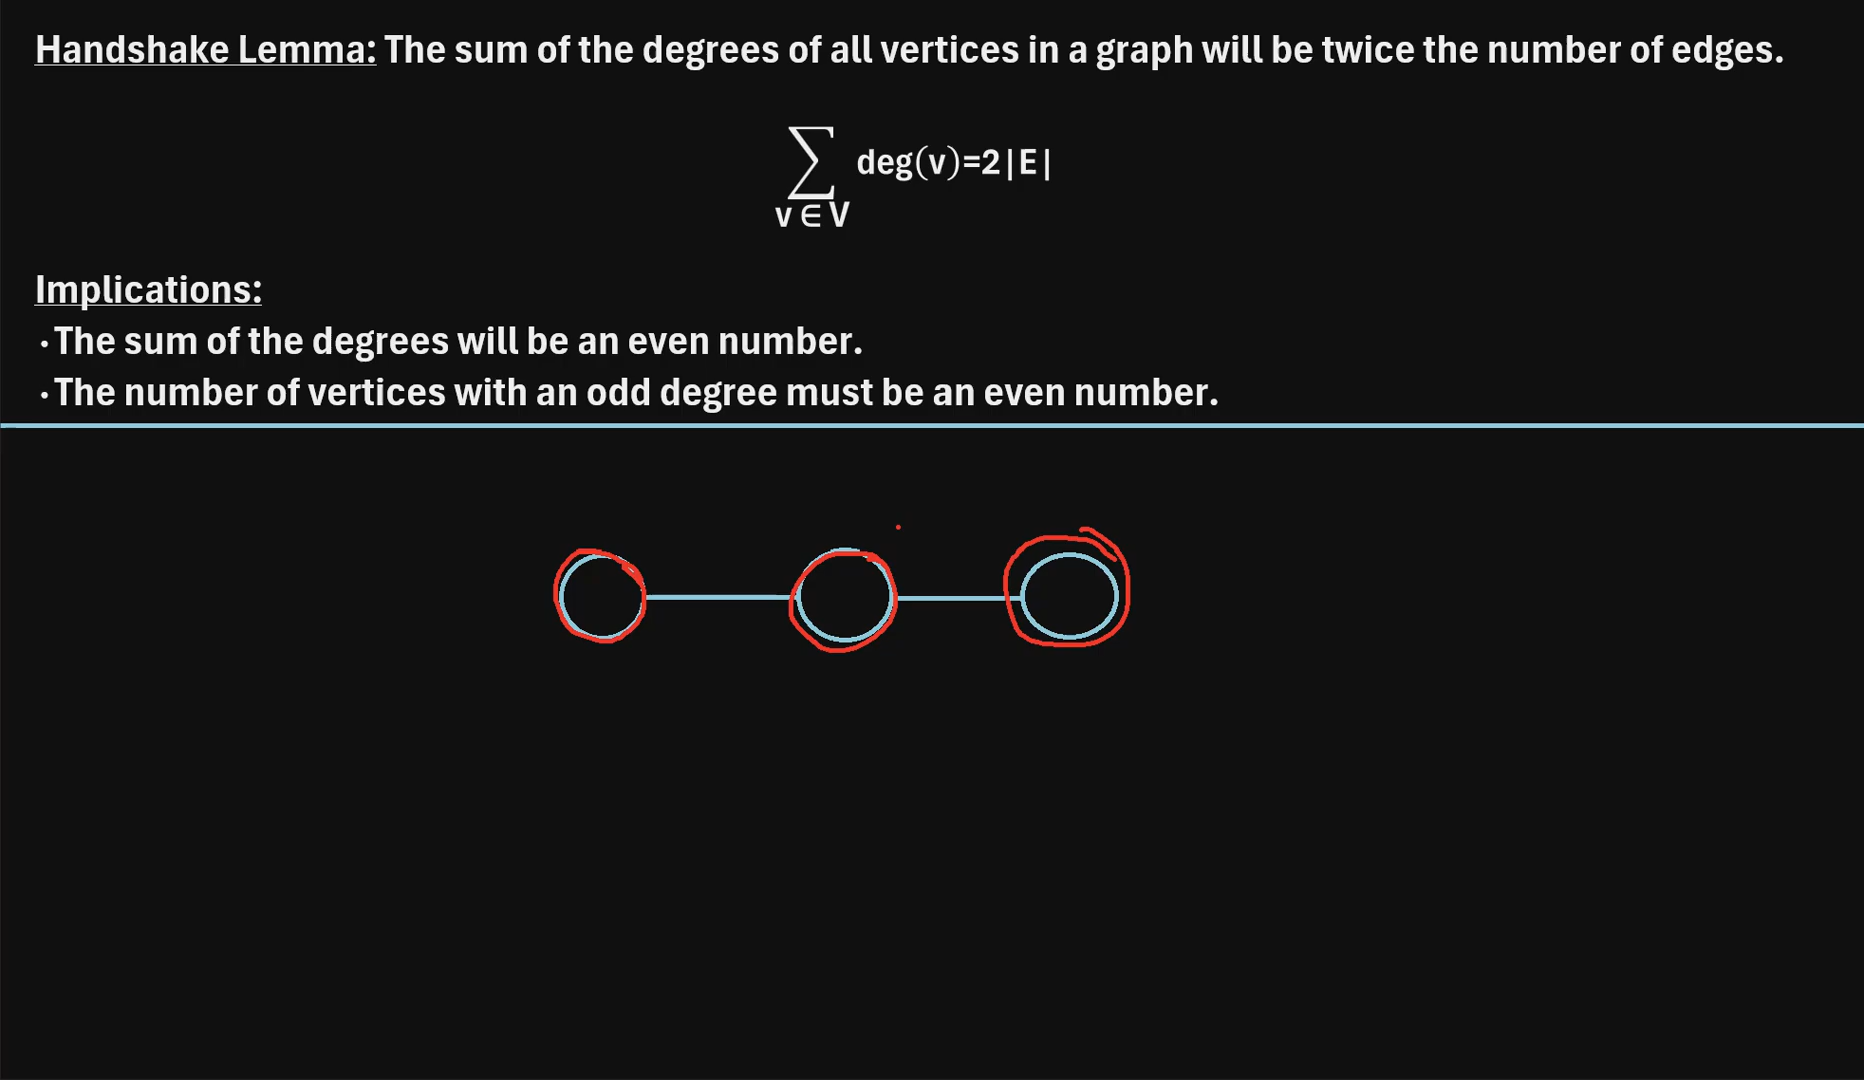 Handshake Lemma: The sum of the degrees of all vertices in a graph will be twice the number of edges.
∑ deg(v)=2|E|
v ∈ V
Implications:
·The sum of the degrees will be an even number.
·The number of vertices with an odd degree must be an even number.